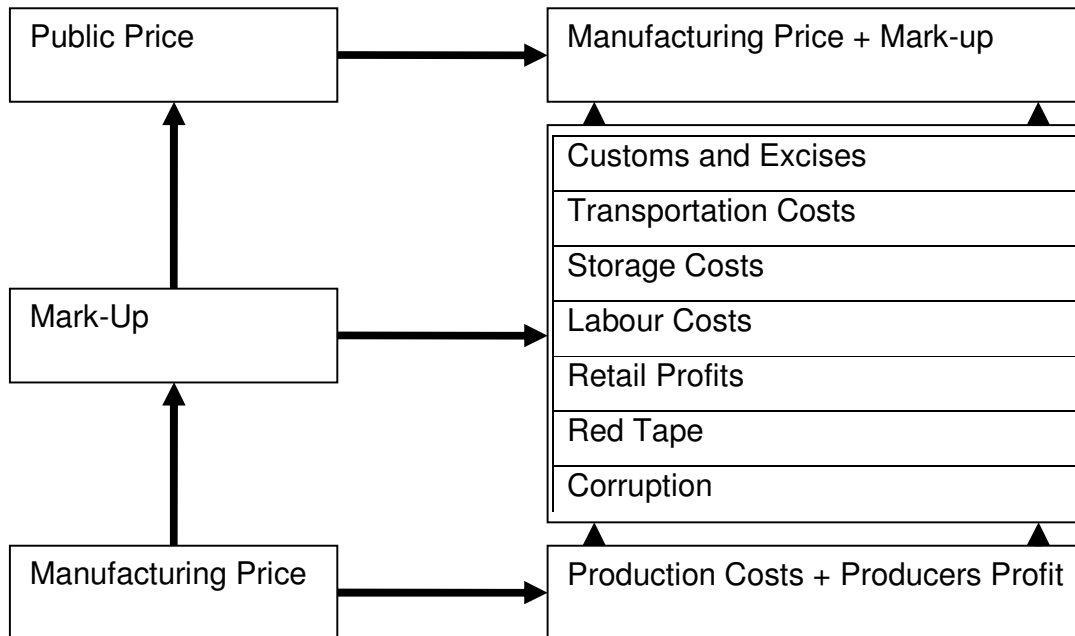 Public Price
Manufacturing Price + Mark-up
Customs and Excises
Transportation Costs
Storage Costs
Mark-Up
Labour Costs
Retail Profits
Red Tape
Corruption
Manufacturing Price
Production Costs + Producers Profit